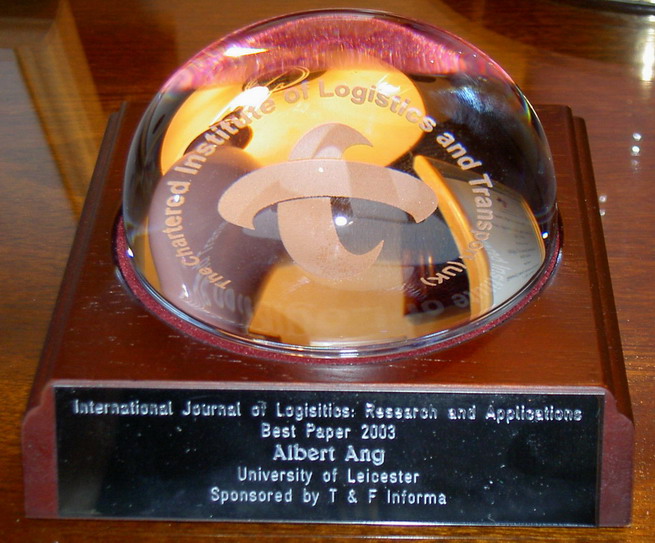 The Chartered Institute of Logistics and Transport (UK)
International Journal of Logisitics: Research and Applications
Best Paper 2003
Albert Ang
University of Leicester
Sponsored by T & F Informa